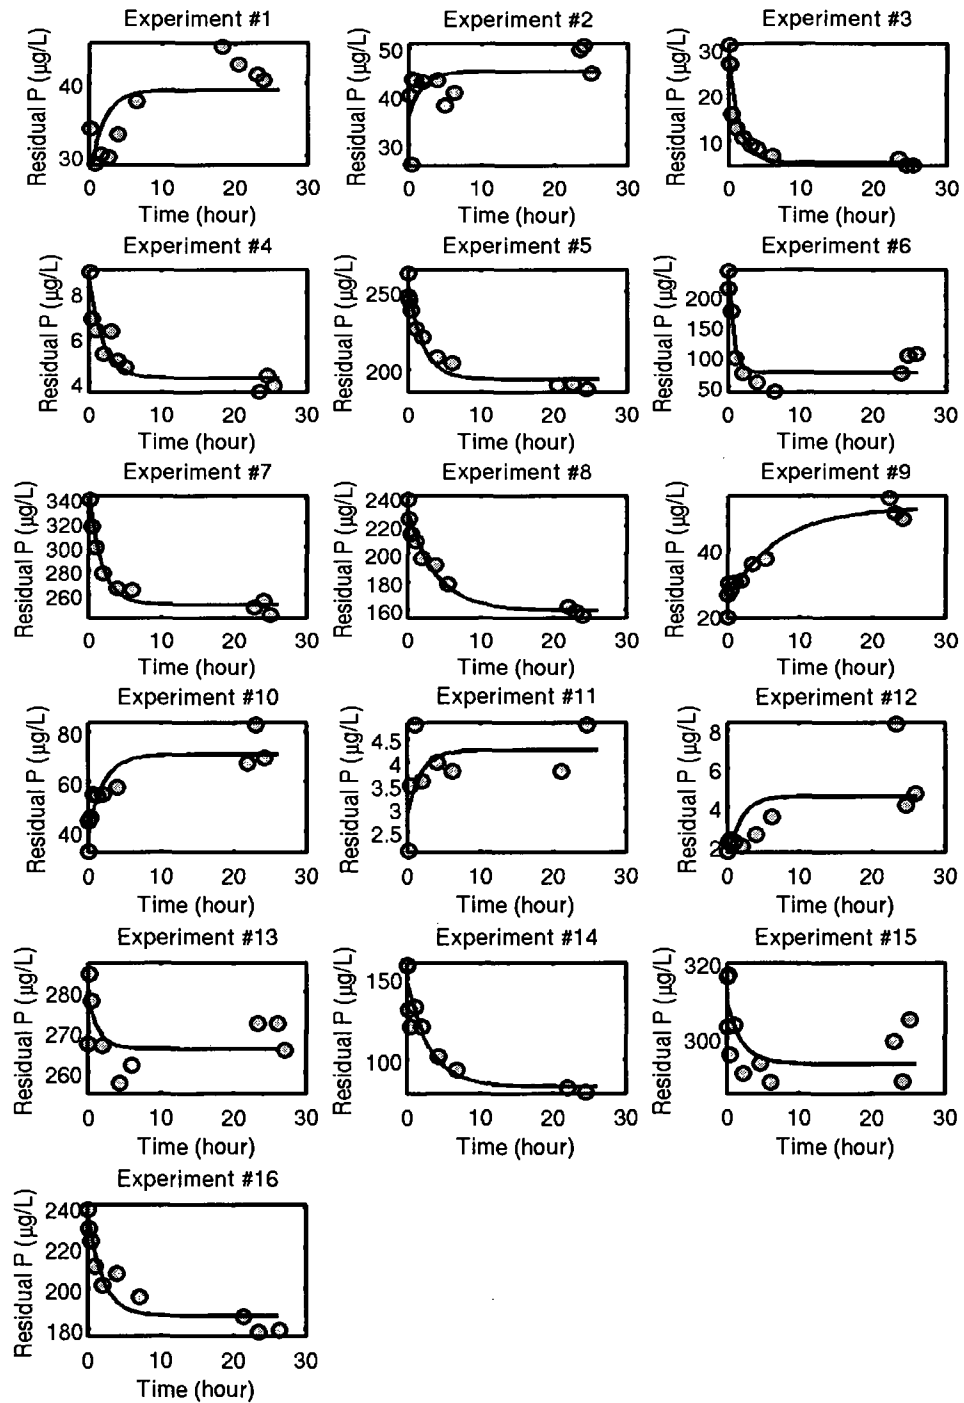 Experiment #1
Residual P (µg/L)
40
30
0 10 20 30
Time (hour)
Experiment #2
Residual P (µg/L)
50
40
30
0 10 20 30
Time (hour)
Experiment #3
Residual P (µg/L)
30
20
10
0 10 20 30
Time (hour)
Experiment #4
Residual P (µg/L)
8
6
4
0 10 20 30
Time (hour)
Experiment #5
Residual P (µg/L)
250
200
0 10 20 30
Time (hour)
Experiment #6
Residual P (µg/L)
200
150
100
50
0 10 20 30
Time (hour)
Experiment #7
Residual P (µg/L)
340
320
300
280
260
0 10 20 30
Time (hour)
Experiment #8
Residual P (µg/L)
240
220
200
180
160
0 10 20 30
Time (hour)
Experiment #9
Residual P (µg/L)
40
20
0 10 20 30
Time (hour)
Experiment #10
Residual P (µg/L)
80
60
40
0 10 20 30
Time (hour)
Experiment #11
Residual P (µg/L)
4.5
4
3.5
3
2.5
0 10 20 30
Time (hour)
Experiment #12
Residual P (µg/L)
8
6
4
2
0 10 20 30
Time (hour)
Experiment #13
Residual P (µg/L)
280
270
260
0 10 20 30
Time (hour)
Experiment #14
Residual P (µg/L)
150
100
0 10 20 30
Time (hour)
Experiment #15
Residual P (µg/L)
320
300
0 10 20 30
Time (hour)
Experiment #16
Residual P (µg/L)
240
220
200
180
0 10 20 30
Time (hour)